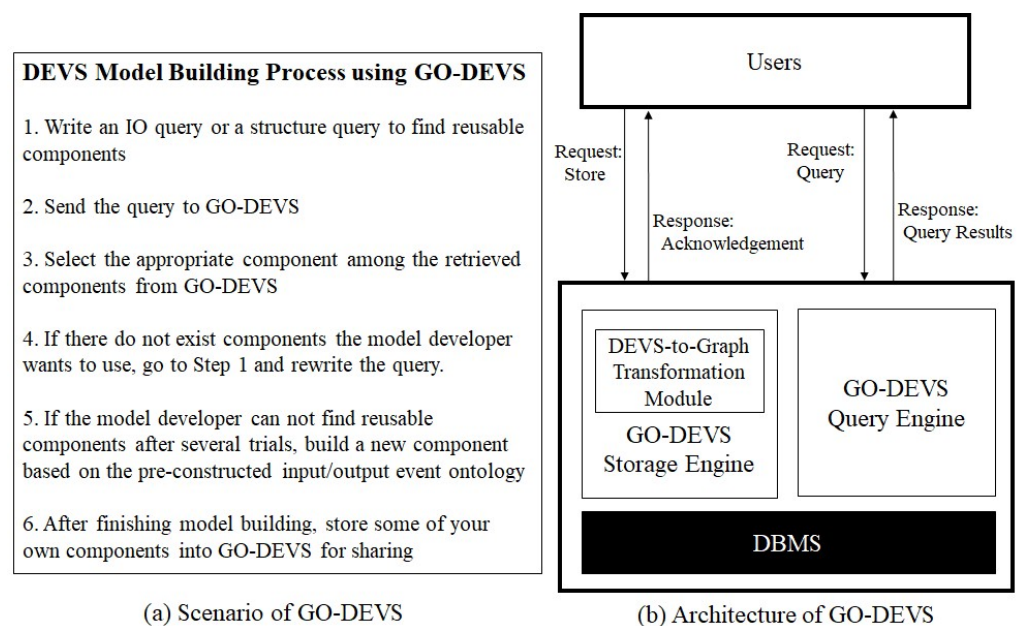 DEVS Model Building Process using GO-DEVS
1. Write an IO query or a structure query to find reusable
components
2. Send the query to GO-DEVS
3. Select the appropriate component among the retrieved
components from GO-DEVS
4. If there do not exist components the model developer
wants to use, go to Step 1 and rewrite the query.
5. If the model developer can not find reusable
components after several trials, build a new component
based on the pre-constructed input/output event ontology
6. After finishing model building, store some of your
own components into GO-DEVS for sharing
(a) Scenario of GO-DEVS
Users
Request:
Store
Response:
Acknowledgement
Request:
Query
Response:
Query Results
DEVS-to-Graph
Transformation
Module
GO-DEVS
Storage Engine
GO-DEVS
Query Engine
DBMS
(b) Architecture of GO-DEVS